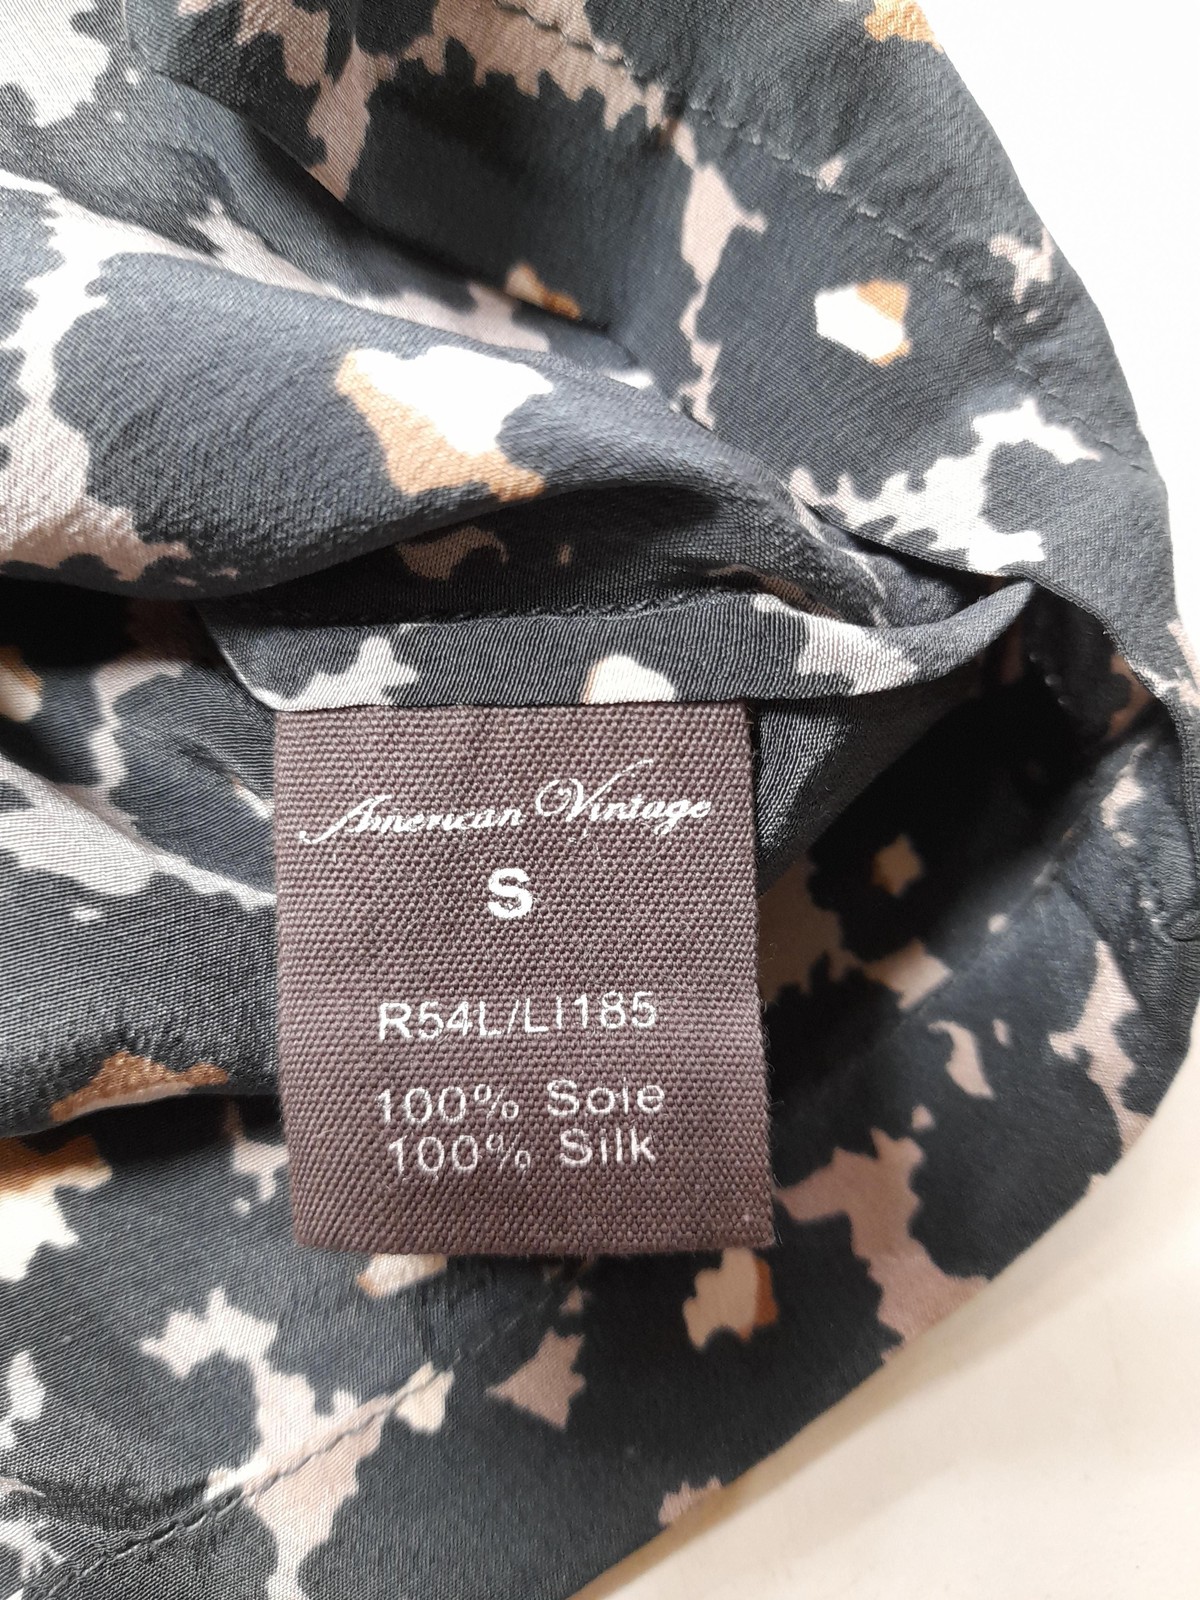 American Vintage
S
R54L/LI185
100% Soie
100% Silk